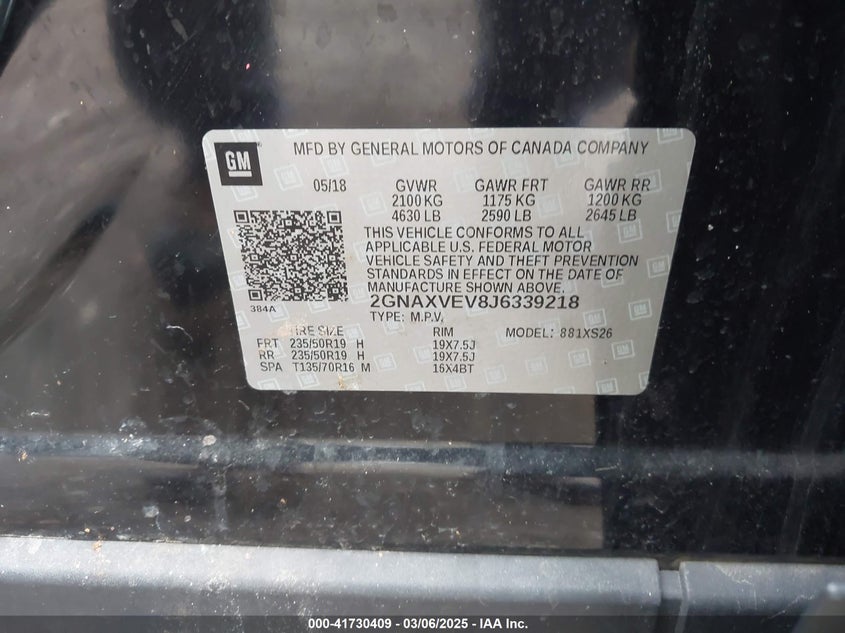 GM
MFD BY GENERAL MOTORS OF CANADA COMPANY
05/18 GVWR GAWR FRT GAWR RR
2100 KG 1175 KG 1200 KG
4630 LB 2590 LB 2645 LB
THIS VEHICLE CONFORMS TO ALL
APPLICABLE U.S. FEDERAL MOTOR
VEHICLE SAFETY AND THEFT PREVENTION
STANDARDS IN EFFECT ON THE DATE OF
MANUFACTURE SHOWN ABOVE.
384A
2GNAXVEV8J6339218
TYPE: M.P.V. MODEL: 881XS26
TIRE SIZE RIM
FRT 235/50R19 H 19X7.5J
RR 235/50R19 H 19X7.5J
SPA T135/70R16 M 16X4BT
000-41730409 - 03/06/2025 - IAA Inc.